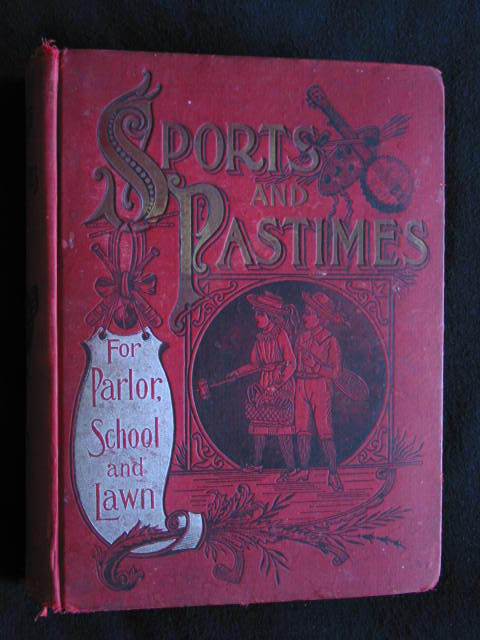 SPORTS
AND
PASTIMES
For
Parlor,
School
and
Lawn